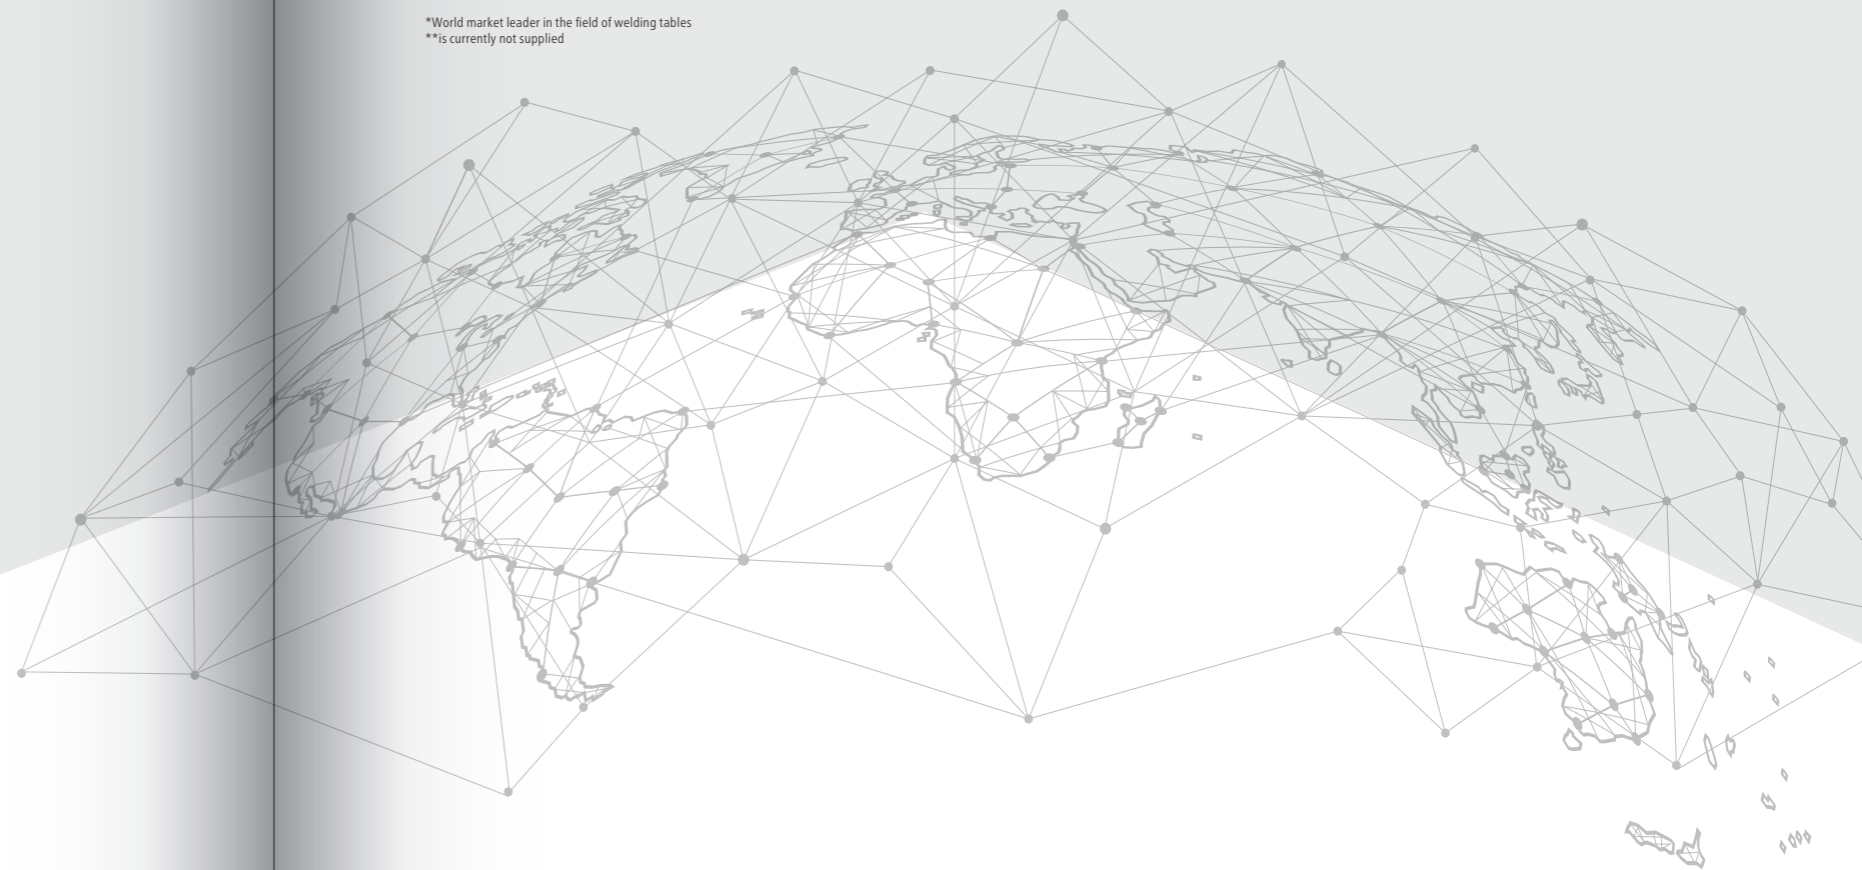 *World market leader in the field of welding tables
**is currently not supplied